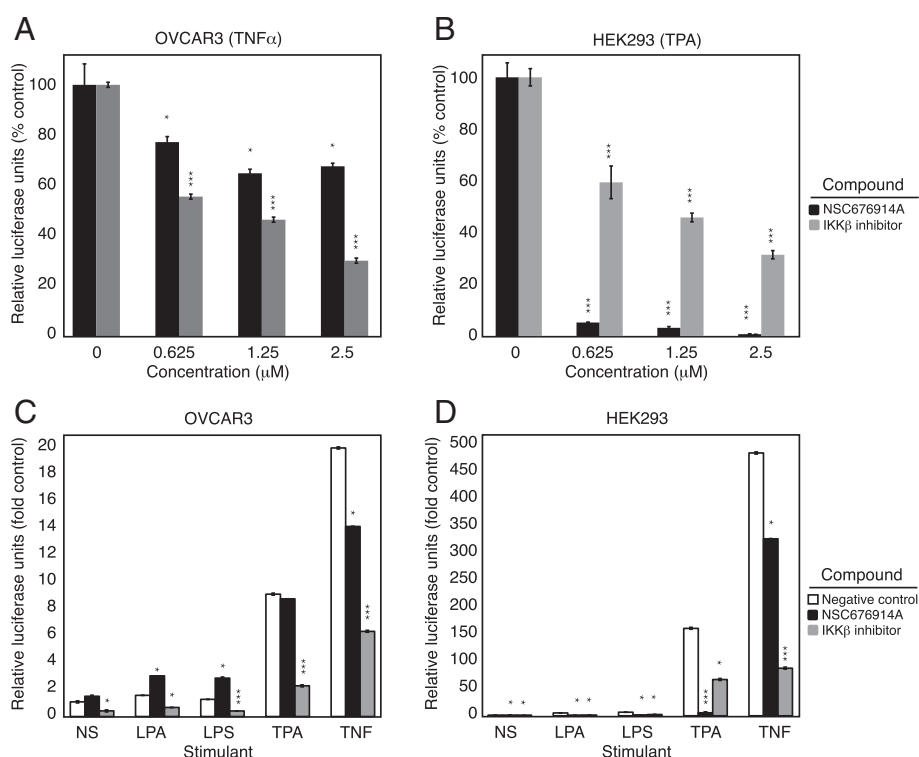 A
OVCAR3 (TNFα)
Relative luciferase units (% control)
100
80
60
40
20
0
*
***
*
***
*
***
0 0.625 1.25 2.5
Concentration (μM)
B
HEK293 (TPA)
Relative luciferase units (% control)
100
80
60
40
20
0
***
***
***
***
***
***
0 0.625 1.25 2.5
Concentration (μM)
Compound
NSC676914A
IKKβ inhibitor
C
OVCAR3
Relative luciferase units (fold control)
20
18
16
14
12
10
8
6
4
2
0
*
*
*
*
***
***
*
***
NS LPA LPS TPA TNF
Stimulant
D
HEK293
Relative luciferase units (fold control)
500
450
400
350
300
250
200
150
100
50
0
* *
* *
* *
***
*
*
***
NS LPA LPS TPA TNF
Stimulant
Compound
Negative control
NSC676914A
IKKβ inhibitor